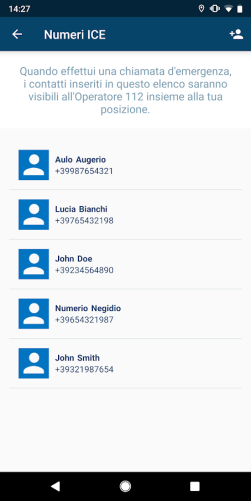 14:27
Numeri ICE
Quando effettui una chiamata d'emergenza,
i contatti inseriti in questo elenco saranno
visibili all'Operatore 112 insieme alla tua
posizione.
Aulo Augerio
+39987654321
Lucia Bianchi
+39765432198
John Doe
+39234564890
Numerio Negidio
+39654321987
John Smith
+39321987654